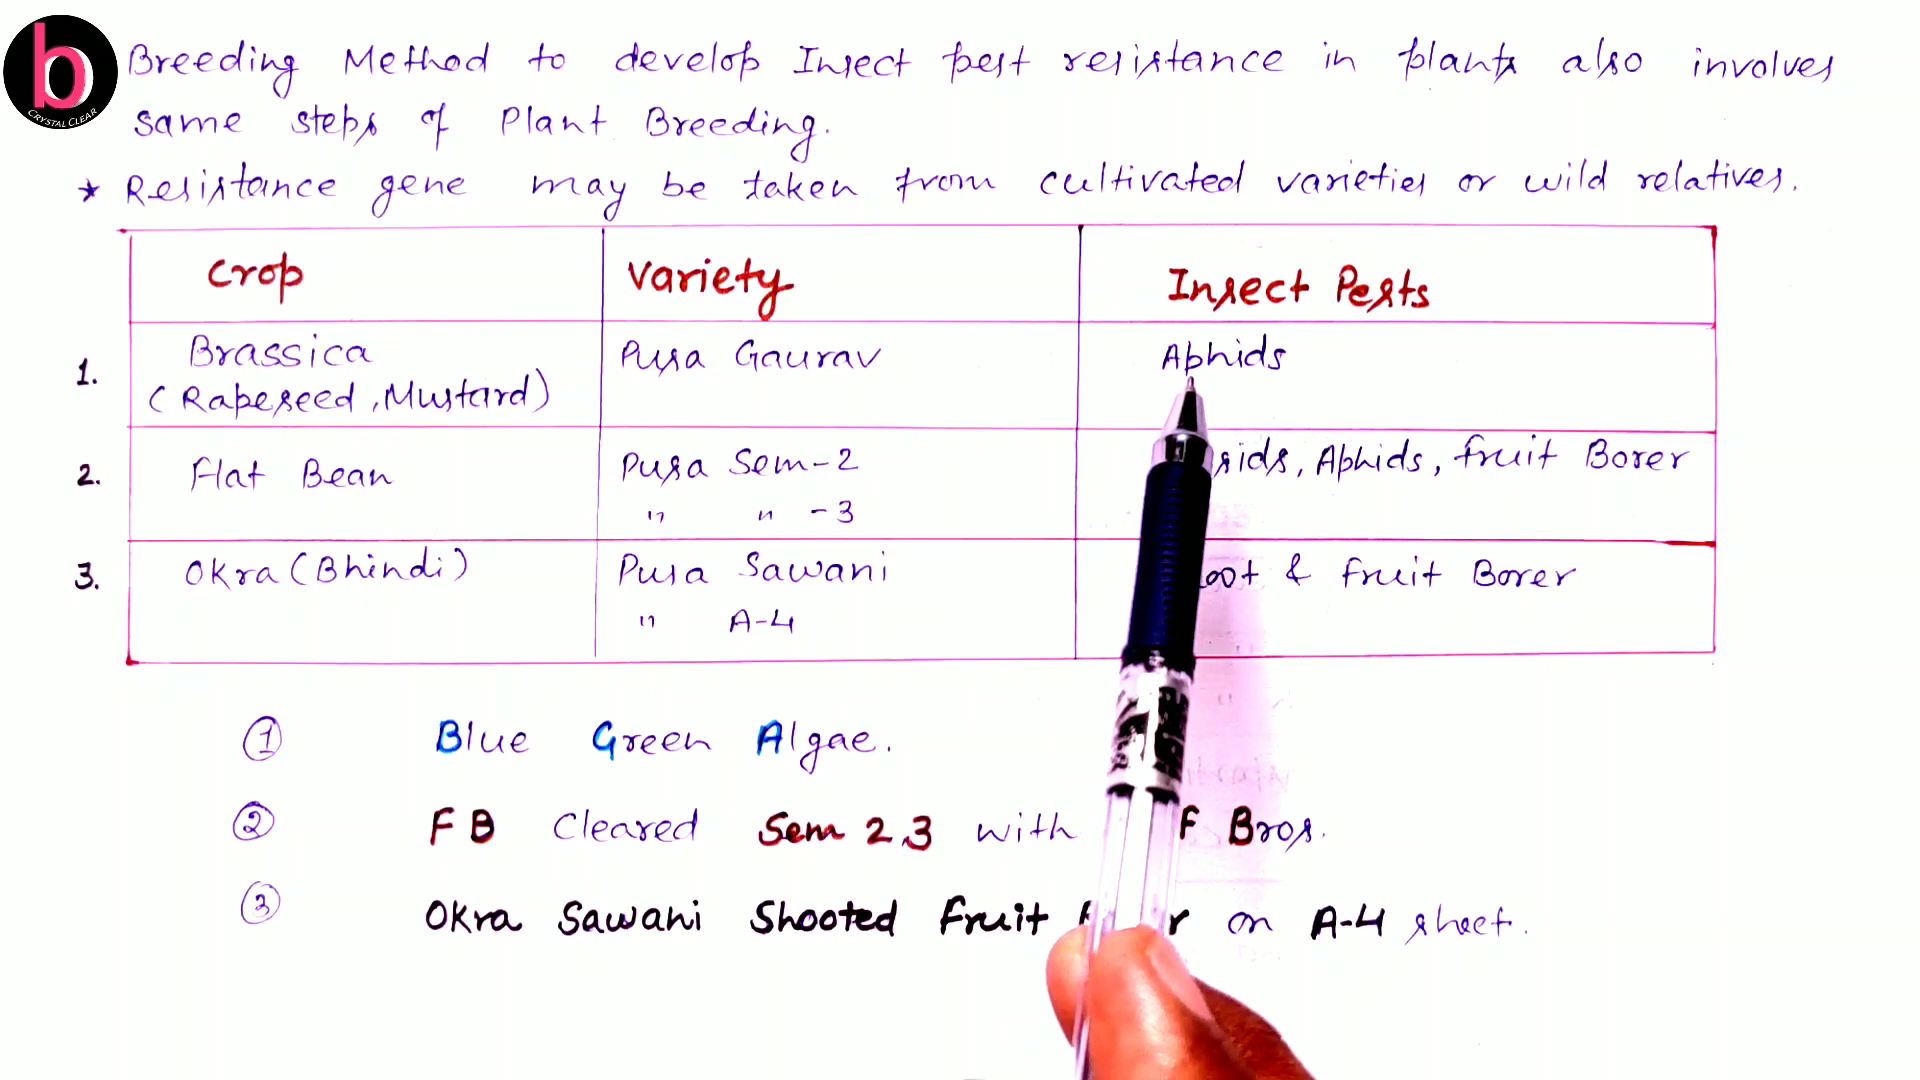 b
CRYSTAL CLEAR
Breeding Method to develop Insect pest resistance in plants also involves
same steps of Plant Breeding.
* Resistance gene may be taken from cultivated varieties or wild relatives.
Crop Variety Insect Pests
1. Brassica Pusa Gaurav Aphids
(Rapeseed, Mustard)
2. Flat Bean Pusa Sem-2 Aphids, fruit Borer
" " -3
3. Okra (Bhindi) Pusa Sawani & fruit Borer
" A-4
1 Blue Green Algae.
2 FB Cleared Sem 2,3 with F Bros.
3 Okra Sawani Shooted fruit on A-4 sheet.